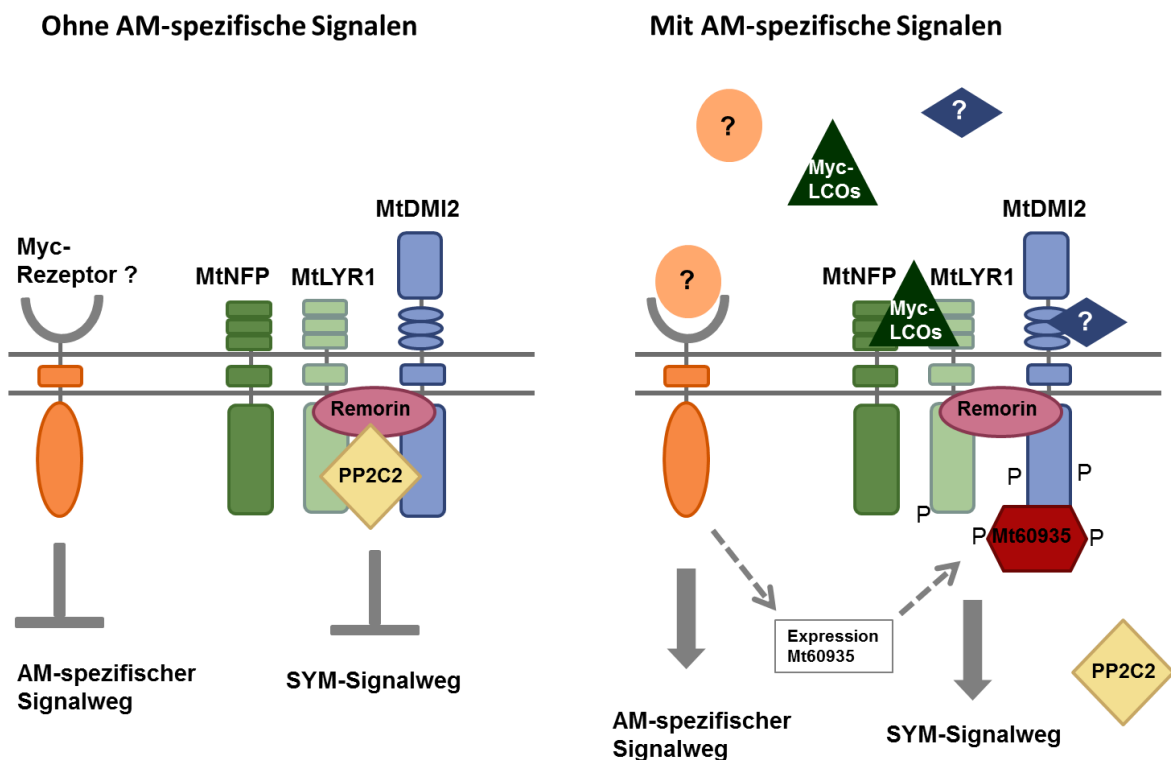 Ohne AM-spezifische Signalen
MtDMI2
Myc-
Rezeptor ?
MtNFP
MtLYR1
Remorin
PP2C2
AM-spezifischer
Signalweg
SYM-Signalweg
Mit AM-spezifische Signalen
?
?
Myc-
LCOs
MtDMI2
?
MtNFP
MtLYR1
Myc-
LCOs
?
Remorin
P
P
P
P
Mt60935
P
Expression
Mt60935
PP2C2
AM-spezifischer
Signalweg
SYM-Signalweg